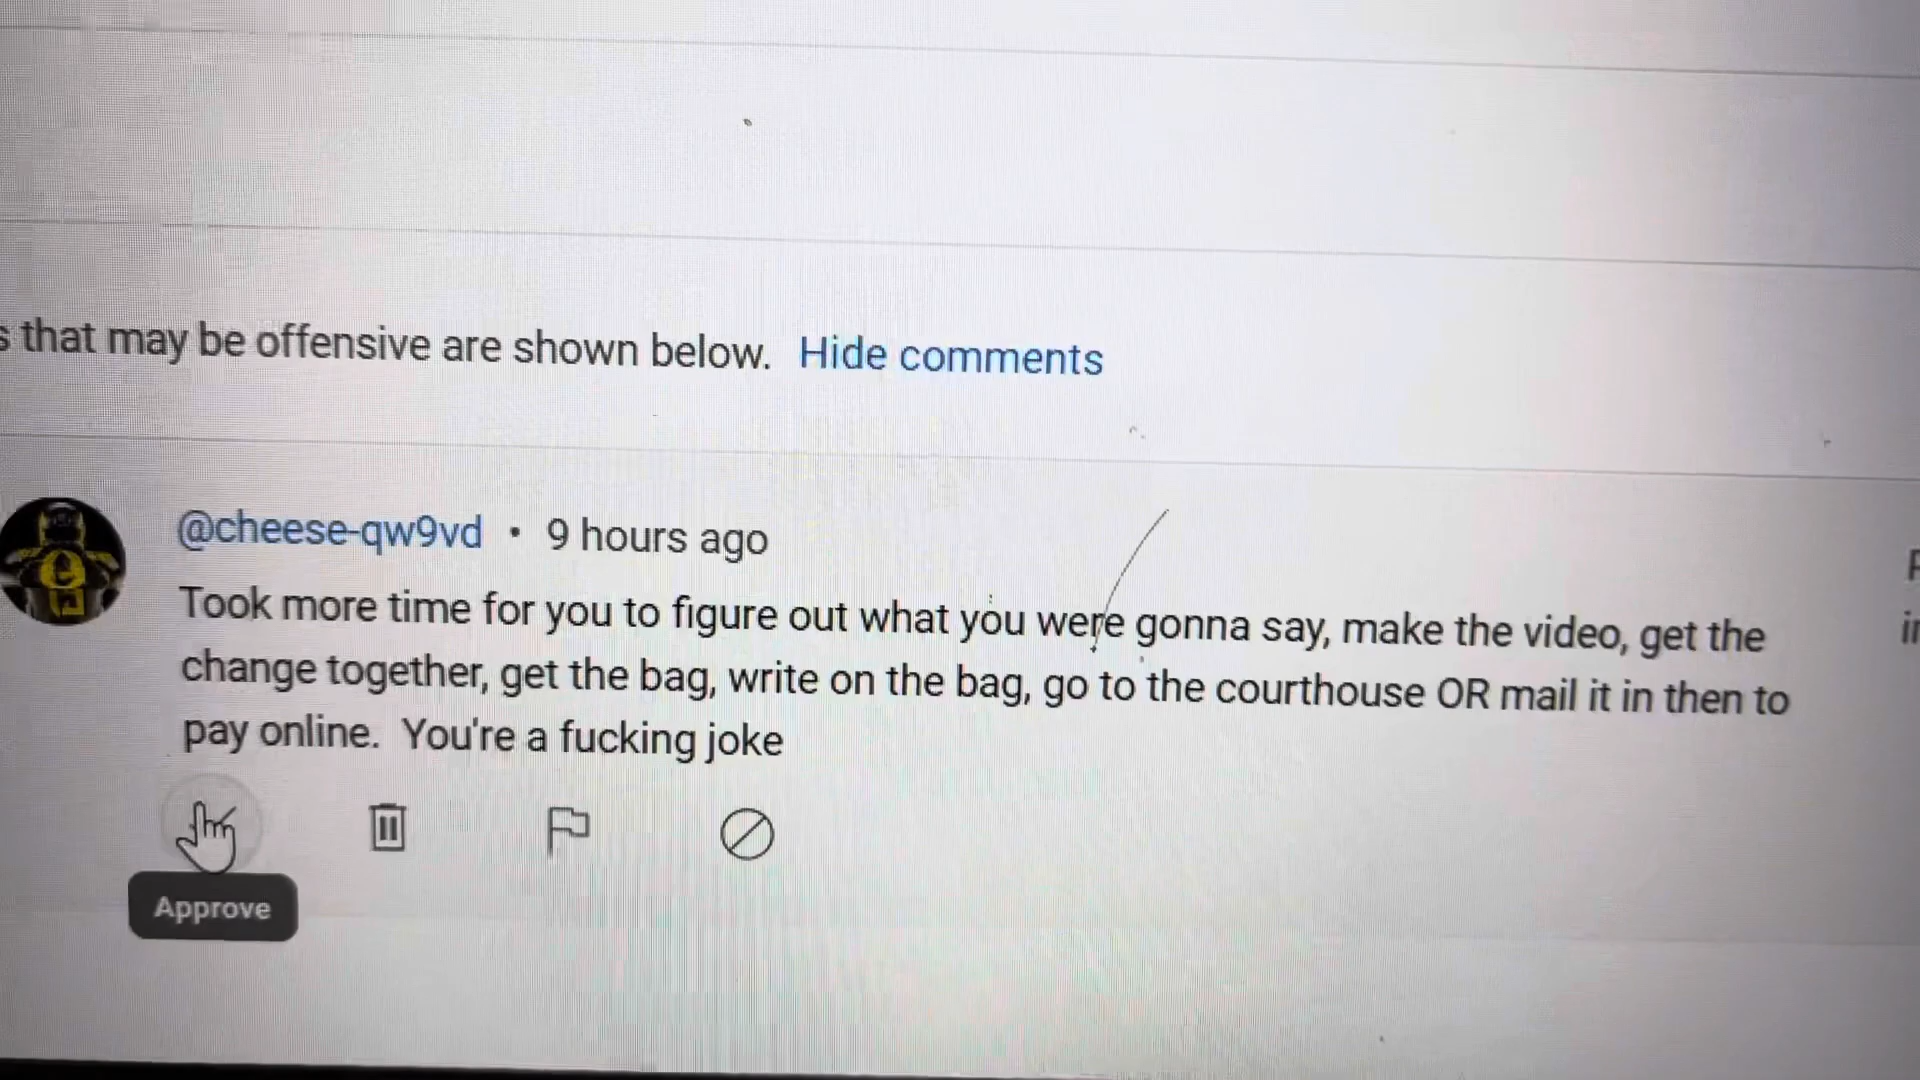 that may be offensive are shown below. Hide comments
@cheese-qw9vd • 9 hours ago
Took more time for you to figure out what you were gonna say, make the video, get the
change together, get the bag, write on the bag, go to the courthouse OR mail it in then to
pay online. You're a fucking joke
Approve